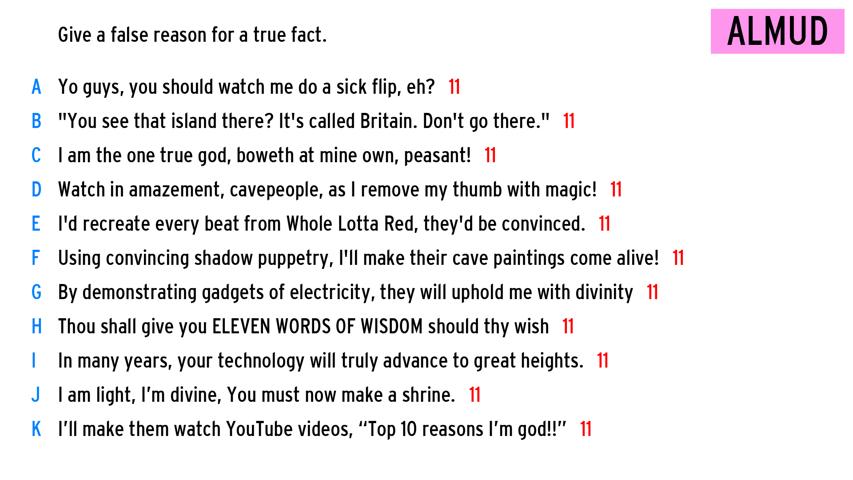 Give a false reason for a true fact.
ALMUD
A Yo guys, you should watch me do a sick flip, eh? 11
B "You see that island there? It's called Britain. Don't go there." 11
C I am the one true god, boweth at mine own, peasant! 11
D Watch in amazement, cavepeople, as I remove my thumb with magic! 11
E I'd recreate every beat from Whole Lotta Red, they'd be convinced. 11
F Using convincing shadow puppetry, I'll make their cave paintings come alive! 11
G By demonstrating gadgets of electricity, they will uphold me with divinity 11
H Thou shall give you ELEVEN WORDS OF WISDOM should thy wish 11
I In many years, your technology will truly advance to great heights. 11
J I am light, I’m divine, You must now make a shrine. 11
K I’ll make them watch YouTube videos, “Top 10 reasons I’m god!!” 11